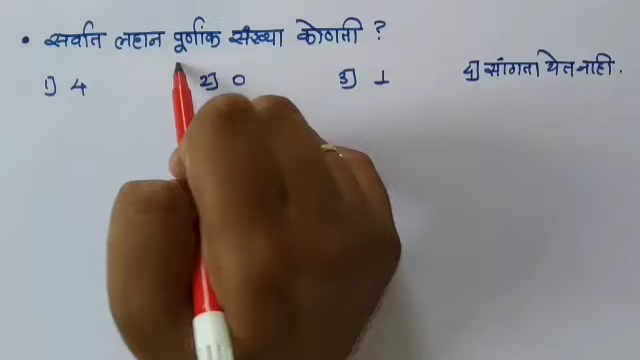 • सर्वात लहान पूर्णांक संख्या कोणती ?
1] 4 2] 0 3] 1 4] सांगता येत नाही.